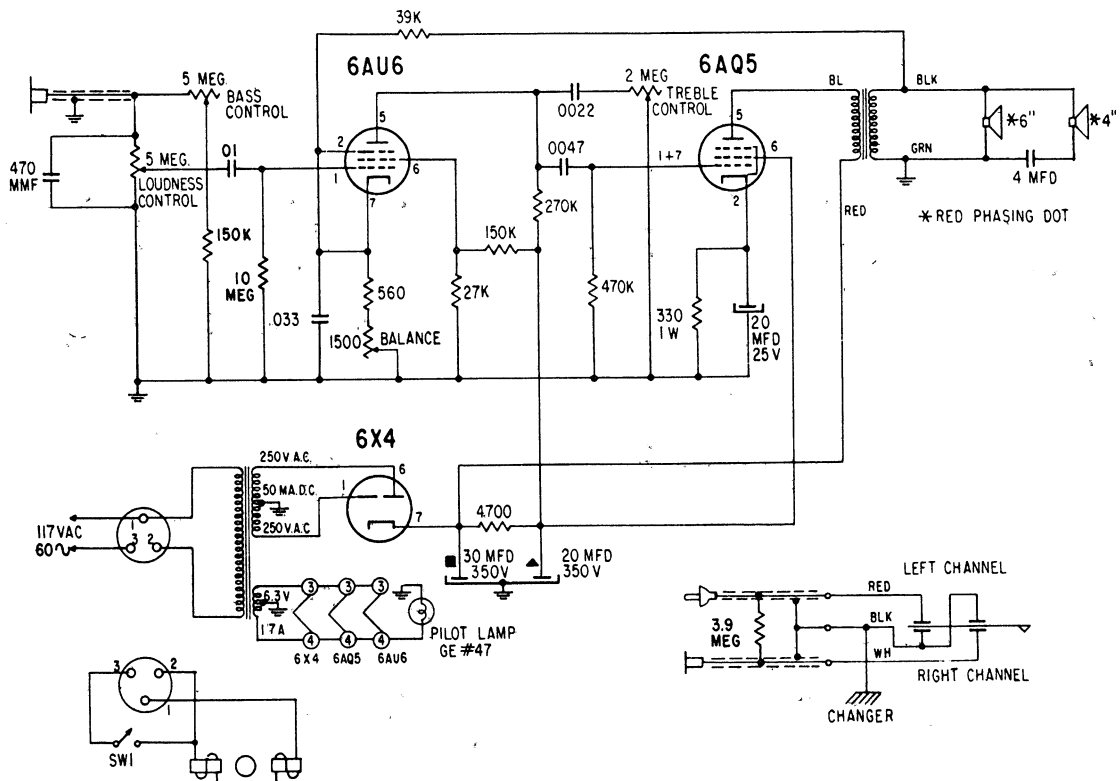 39K
6AU6
6AQ5
5 MEG.
BASS
CONTROL
2 MEG
TREBLE
CONTROL
0022
BL
BLK
*6"
*4"
5
5
470
MMF
5 MEG.
LOUDNESS
CONTROL
01
2
1
6
7
0047
1+7
6
2
GRN
4 MFD
RED
*RED PHASING DOT
270K
150K
150K
10
MEG
.033
560
1500
BALANCE
27K
470K
330
1 W
20
MFD
25V
6X4
250V.A.C.
50MA.D.C.
250V.A.C
1
6
7
4700
117VAC
60
1
3
2
30 MFD
350V
20 MFD
350V
6.3V
1.7A
3
3
3
4
4
4
6X4
6AQ5
6AU6
PILOT LAMP
GE #47
LEFT CHANNEL
RED
BLK
WH
3.9
MEG
RIGHT CHANNEL
CHANGER
3
2
1
SW1